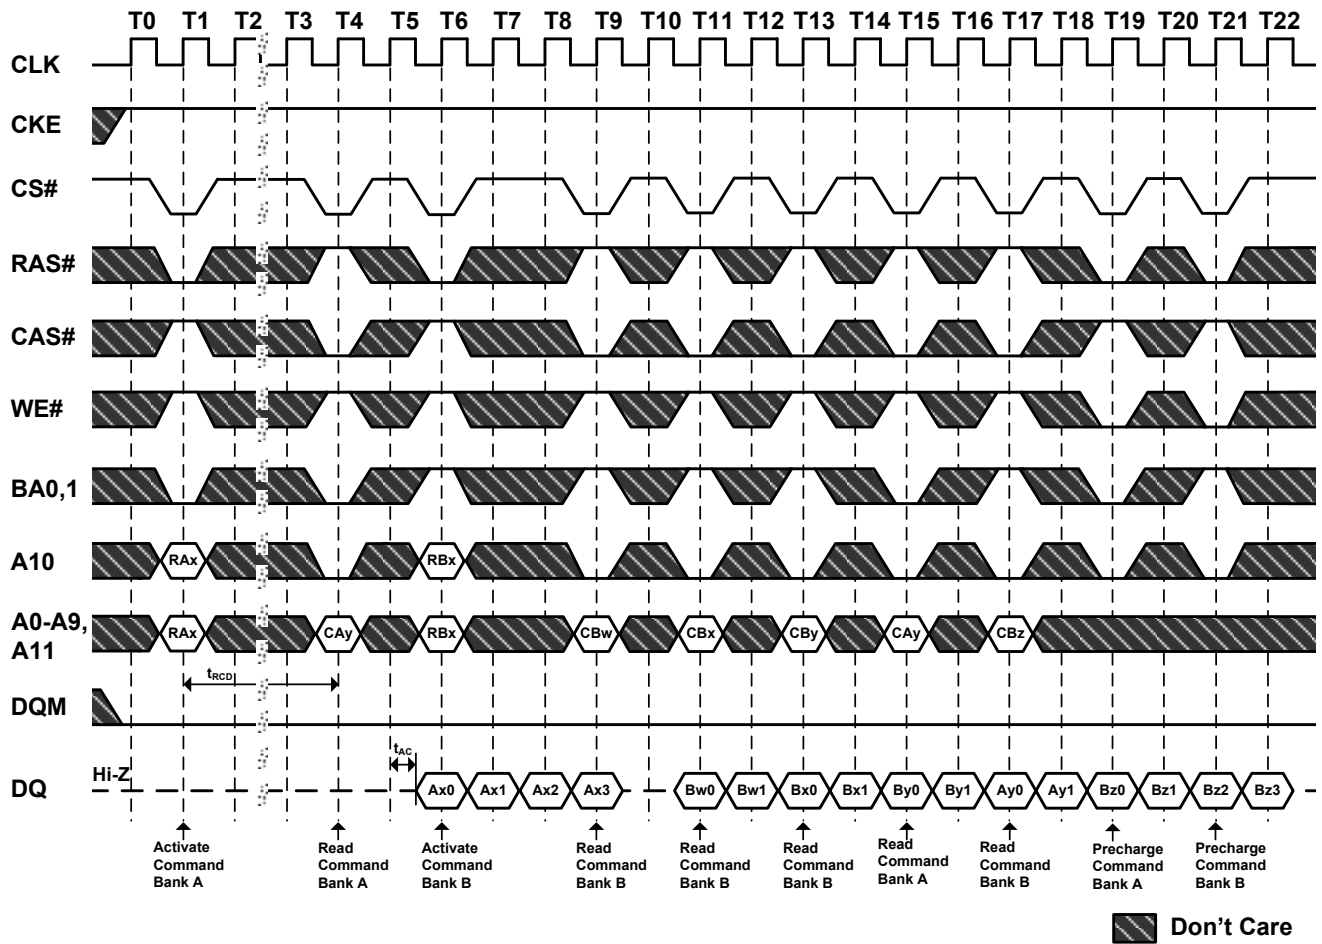 T0 T1 T2 T3 T4 T5 T6 T7 T8 T9 T10 T11 T12 T13 T14 T15 T16 T17 T18 T19 T20 T21 T22
CLK
CKE
CS#
RAS#
CAS#
WE#
BA0,1
A10
RAx RBx
A0-A9,
A11
RAx CAy RBx CBw CBx CBy CAy CBz
tRCD
DQM
tAC
Hi-Z
DQ
Ax0 Ax1 Ax2 Ax3 Bw0 Bw1 Bx0 Bx1 By0 By1 Ay0 Ay1 Bz0 Bz1 Bz2 Bz3
Activate
Command
Bank A
Read
Command
Bank A
Activate
Command
Bank B
Read
Command
Bank B
Read
Command
Bank B
Read
Command
Bank B
Read
Command
Bank A
Read
Command
Bank B
Precharge
Command
Bank A
Precharge
Command
Bank B
Don't Care